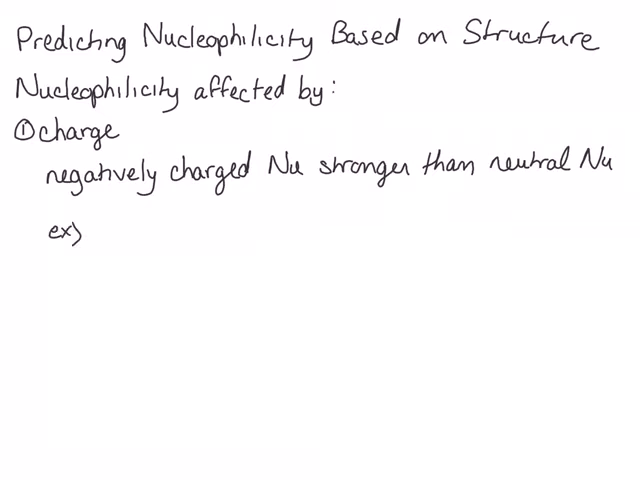 Predicting Nucleophilicity Based on Structure
Nucleophilicity affected by:
① charge
negatively charged Nu stronger than neutral Nu
ex)